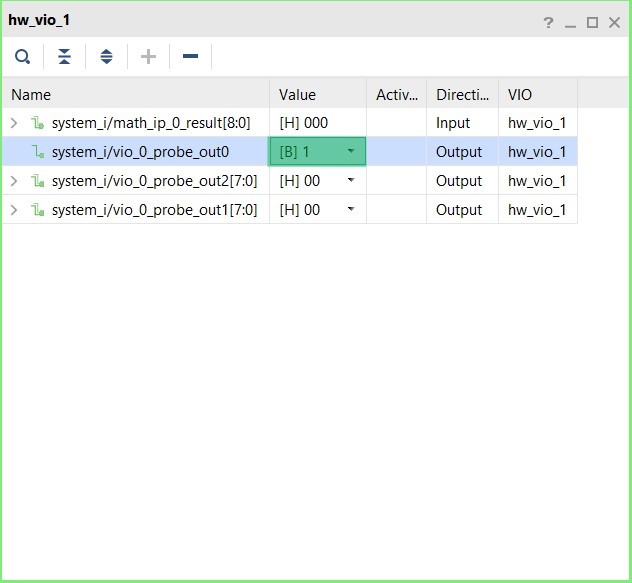 hw_vio_1
Name Value Activ... Directi... VIO
system_i/math_ip_0_result[8:0] [H] 000 Input hw_vio_1
system_i/vio_0_probe_out0 [B] 1 Output hw_vio_1
system_i/vio_0_probe_out2[7:0] [H] 00 Output hw_vio_1
system_i/vio_0_probe_out1[7:0] [H] 00 Output hw_vio_1